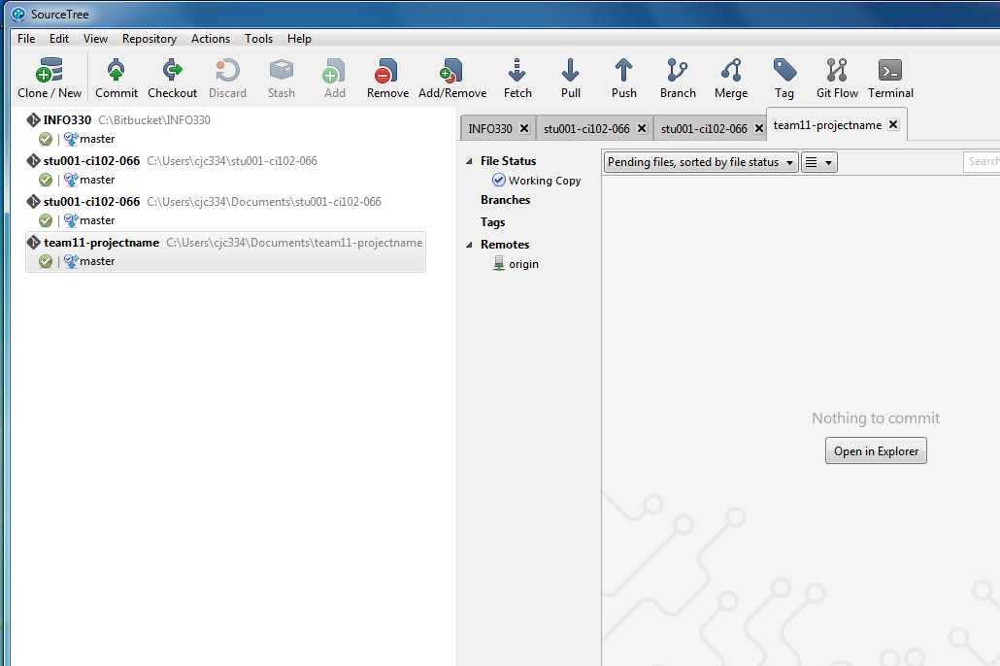 SourceTree
File Edit View Repository Actions Tools Help
Clone / New Commit Checkout Discard Stash Add Remove Add/Remove Fetch Pull Push Branch Merge Tag Git Flow Terminal
INFO330 C:\Bitbucket\INFO330
master
stu001-ci102-066 C:\Users\cjc334\stu001-ci102-066
master
stu001-ci102-066 C:\Users\cjc334\Documents\stu001-ci102-066
master
team11-projectname C:\Users\cjc334\Documents\team11-projectname
master
INFO330 stu001-ci102-066 stu001-ci102-066 team11-projectname
File Status
Working Copy
Branches
Tags
Remotes
origin
Pending files, sorted by file status Search
Nothing to commit
Open in Explorer